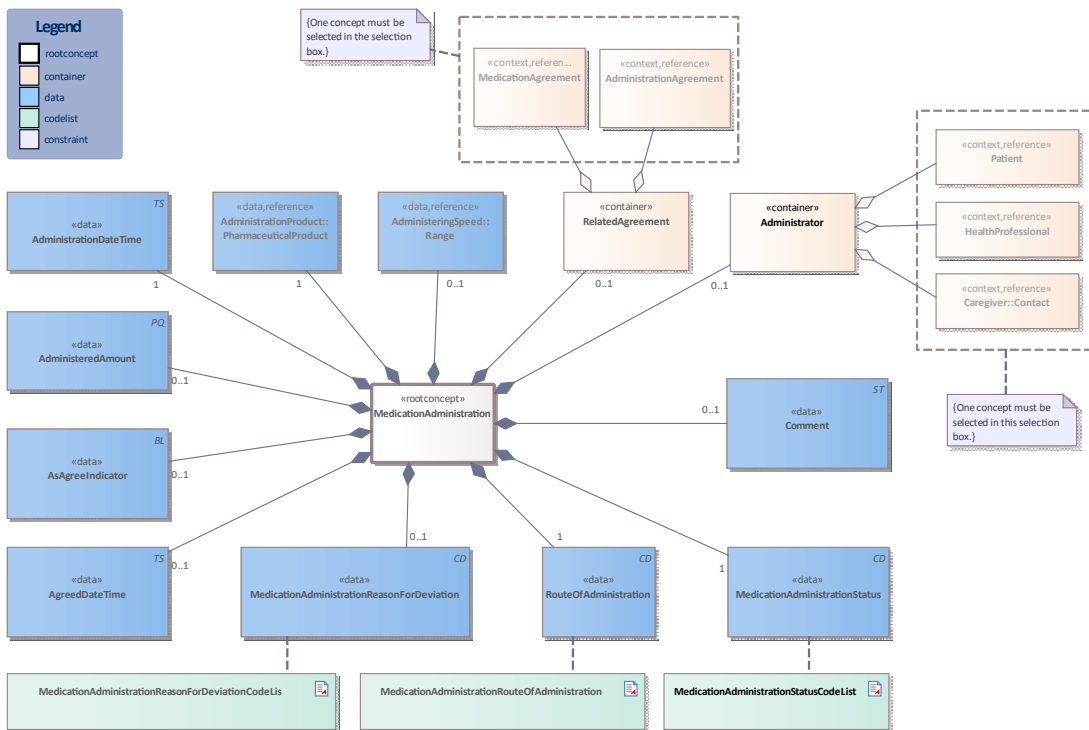 Legend
rootconcept
container
data
codelist
constraint
{One concept must be
selected in the selection
box.}
«context,referen...
MedicationAgreement
«context,reference»
AdministrationAgreement
«context,reference»
Patient
«context,reference»
HealthProfessional
«context,reference»
Caregiver::Contact
TS
«data»
AdministrationDateTime
«data,reference»
AdministrationProduct::
PharmaceuticalProduct
«data,reference»
AdministeringSpeed::
Range
«container»
RelatedAgreement
«container»
Administrator
1
1
0..1
0..1
0..1
PQ
«data»
AdministeredAmount
0..1
«rootconcept»
MedicationAdministration
ST
«data»
Comment
0..1
{One concept must be
selected in this selection
box.}
BL
«data»
AsAgreeIndicator
0..1
TS
«data»
AgreedDateTime
0..1
CD
«data»
MedicationAdministrationReasonForDeviation
0..1
CD
«data»
RouteOfAdministration
1
CD
«data»
MedicationAdministrationStatus
1
MedicationAdministrationReasonForDeviationCodeLis
MedicationAdministrationRouteOfAdministration
MedicationAdministrationStatusCodeList